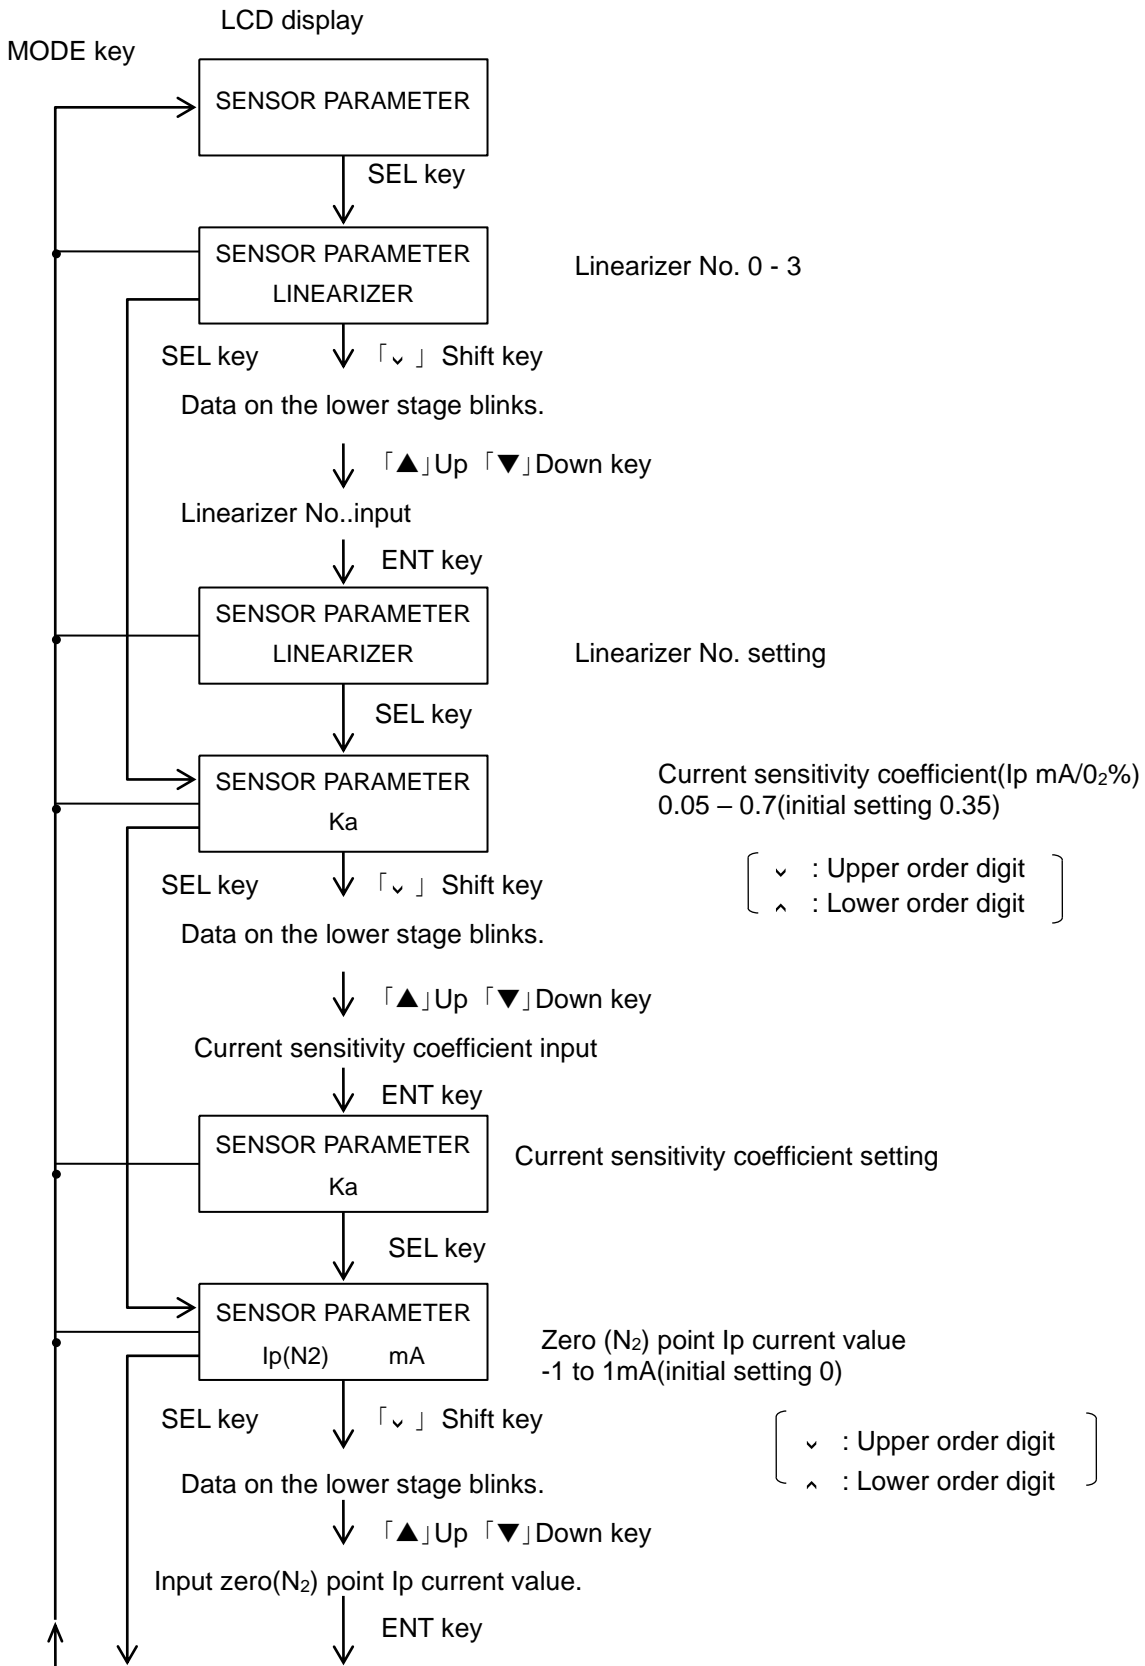 LCD display
MODE key
SENSOR PARAMETER
SEL key
SENSOR PARAMETER
LINEARIZER
Linearizer No. 0 - 3
SEL key 「⌄」 Shift key
Data on the lower stage blinks.
「▲」Up 「▼」Down key
Linearizer No..input
ENT key
SENSOR PARAMETER
LINEARIZER
Linearizer No. setting
SEL key
SENSOR PARAMETER
Ka
Current sensitivity coefficient(Ip mA/0₂%)
0.05 – 0.7(initial setting 0.35)
⌄ : Upper order digit
⌃ : Lower order digit
SEL key 「⌄」 Shift key
Data on the lower stage blinks.
「▲」Up 「▼」Down key
Current sensitivity coefficient input
ENT key
SENSOR PARAMETER
Ka
Current sensitivity coefficient setting
SEL key
SENSOR PARAMETER
Ip(N2) mA
Zero (N₂) point Ip current value
-1 to 1mA(initial setting 0)
⌄ : Upper order digit
⌃ : Lower order digit
SEL key 「⌄」 Shift key
Data on the lower stage blinks.
「▲」Up 「▼」Down key
Input zero(N₂) point Ip current value.
ENT key